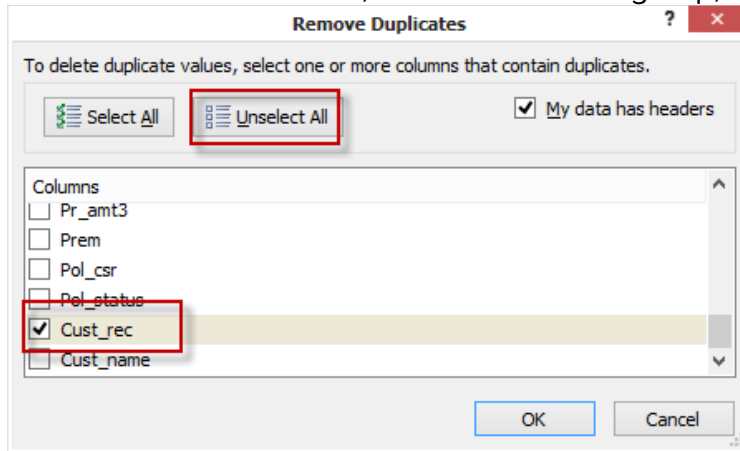 Remove Duplicates ? ×
To delete duplicate values, select one or more columns that contain duplicates.
Select All Unselect All My data has headers
Columns
Pr_amt3
Prem
Pol_csr
Pol_status
Cust_rec
Cust_name
OK Cancel